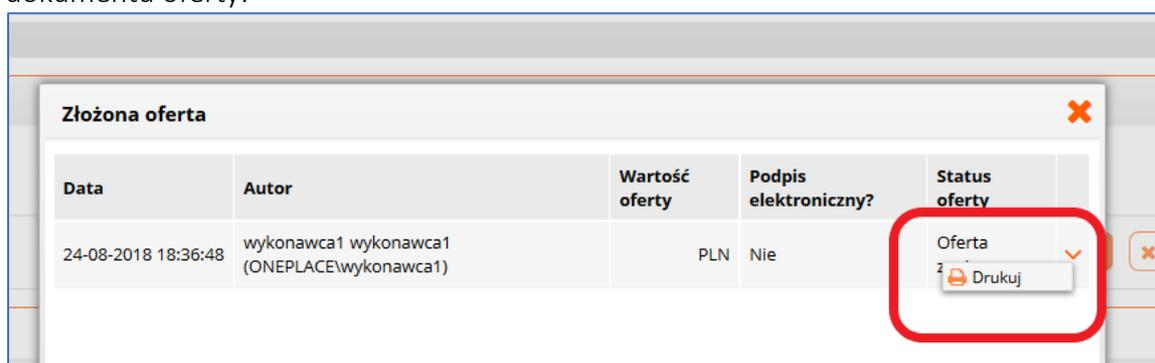 dokumentu oferty.
Złożona oferta
Data
Autor
Wartość
oferty
Podpis
elektroniczny?
Status
oferty
24-08-2018 18:36:48
wykonawca1 wykonawca1
(ONEPLACE\wykonawca1)
PLN
Nie
Oferta
Drukuj